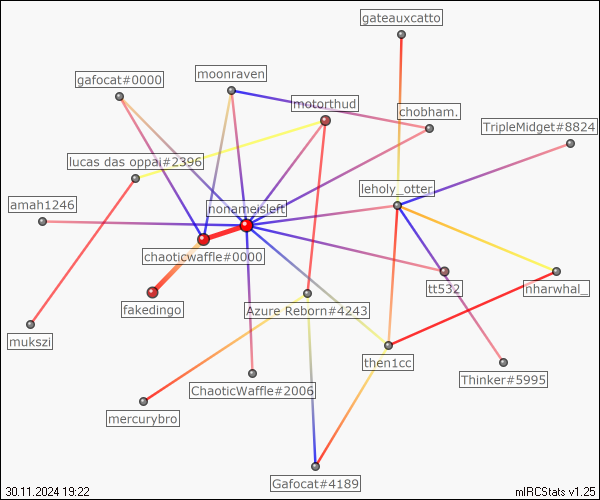 gateauxcatto
moonraven
gafocat#0000
motorthud
chobham.
TripleMidget#8824
lucas das oppai#2396
leholy_otter
amah1246
nonameisleft
chaoticwaffle#0000
tt532
nharwhal_
fakedingo
Azure Reborn#4243
mukszi
then1cc
Thinker#5995
ChaoticWaffle#2006
mercurybro
Gafocat#4189
30.11.2024 19:22
mIRCStats v1.25